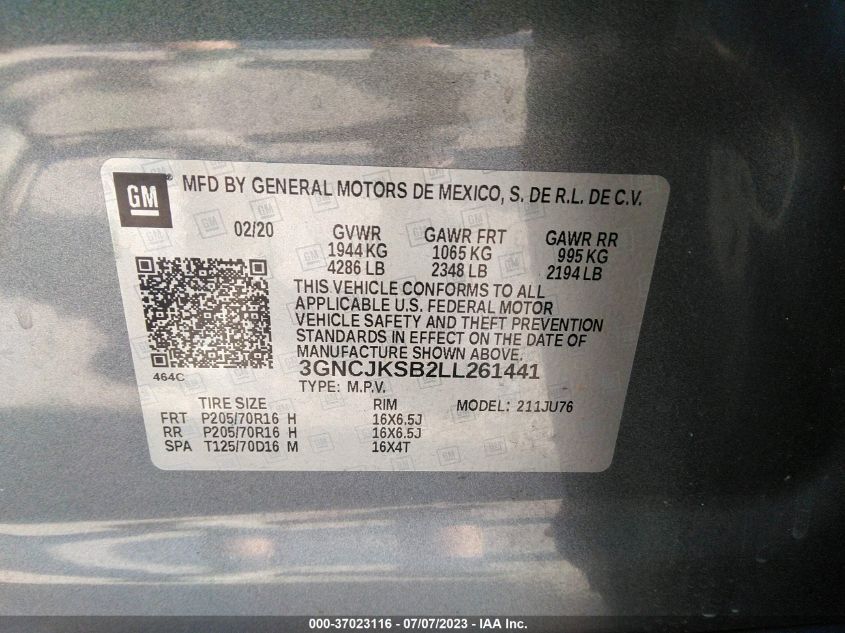 GM ® MFD BY GENERAL MOTORS DE MEXICO, S. DE R.L. DE C.V.
02/20 GVWR GAWR FRT GAWR RR
1944 KG 1065 KG 995 KG
4286 LB 2348 LB 2194 LB
THIS VEHICLE CONFORMS TO ALL
APPLICABLE U.S. FEDERAL MOTOR
VEHICLE SAFETY AND THEFT PREVENTION
STANDARDS IN EFFECT ON THE DATE OF
MANUFACTURE SHOWN ABOVE.
464C 3GNCJKSB2LL261441
TYPE: M.P.V.
TIRE SIZE RIM MODEL: 211JU76
FRT P205/70R16 H 16X6.5J
RR P205/70R16 H 16X6.5J
SPA T125/70D16 M 16X4T
000-37023116 - 07/07/2023 - IAA Inc.